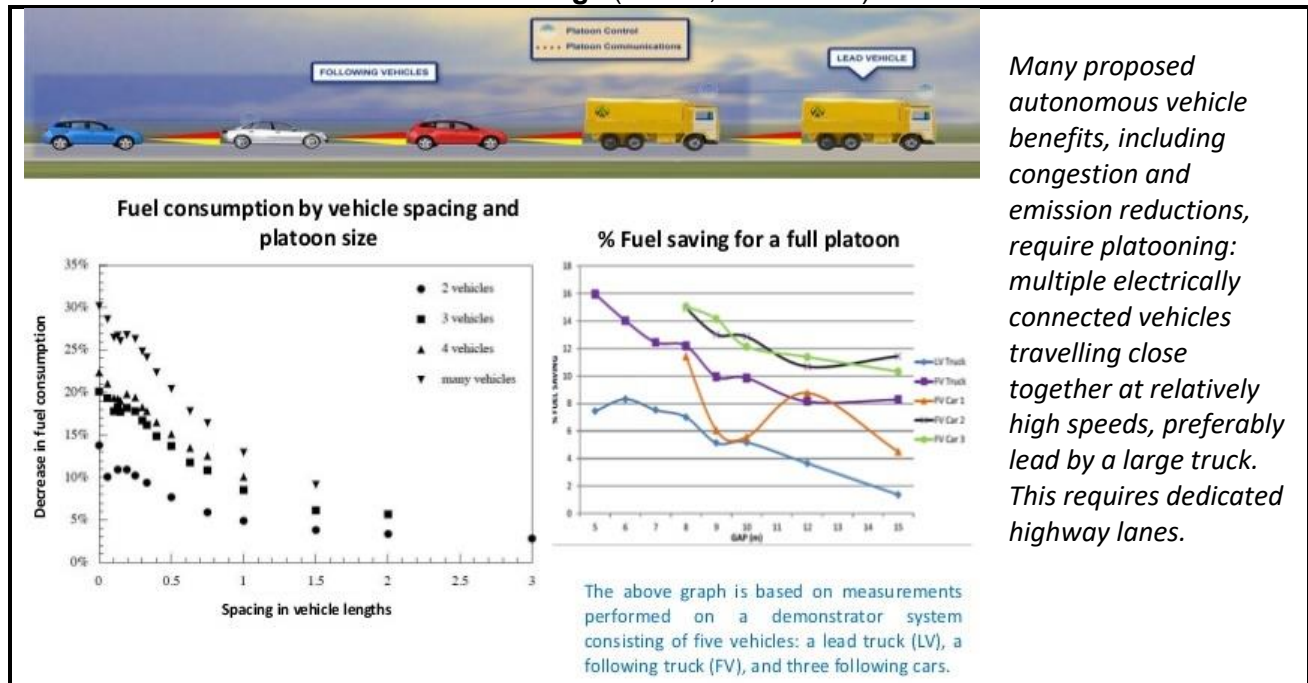 Platoon Control
Platoon Communications
FOLLOWING VEHICLES
LEAD VEHICLE
Many proposed
autonomous vehicle
benefits, including
congestion and
emission reductions,
require platooning:
multiple electrically
connected vehicles
travelling close
together at relatively
high speeds, preferably
lead by a large truck.
This requires dedicated
highway lanes.
Fuel consumption by vehicle spacing and
platoon size
35%
30%
25%
20%
15%
10%
5%
0%
Decrease in fuel consumption
2 vehicles
3 vehicles
4 vehicles
many vehicles
0 0.5 1 1.5 2 2.5 3
Spacing in vehicle lengths
% Fuel saving for a full platoon
18
16
14
12
10
8
6
4
2
0
% FUEL SAVING
LV Truck
FV Truck
FV Car 1
FV Car 2
FV Car 3
5 6 7 8 9 10 11 12 13 14 15
GAP (m)
The above graph is based on measurements
performed on a demonstrator system
consisting of five vehicles: a lead truck (LV), a
following truck (FV), and three following cars.